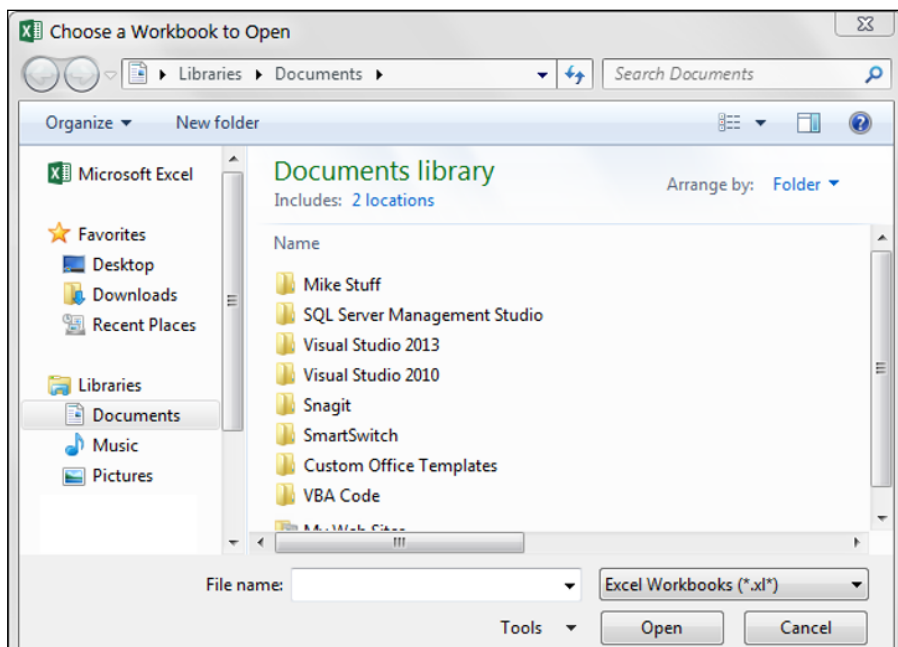 Choose a Workbook to Open
Libraries Documents Search Documents
Organize New folder
Microsoft Excel
Favorites
Desktop
Downloads
Recent Places
Libraries
Documents
Music
Pictures
Documents library
Includes: 2 locations
Arrange by: Folder
Name
Mike Stuff
SQL Server Management Studio
Visual Studio 2013
Visual Studio 2010
Snagit
SmartSwitch
Custom Office Templates
VBA Code
My Web Sites
File name: Excel Workbooks (*.xl*)
Tools Open Cancel